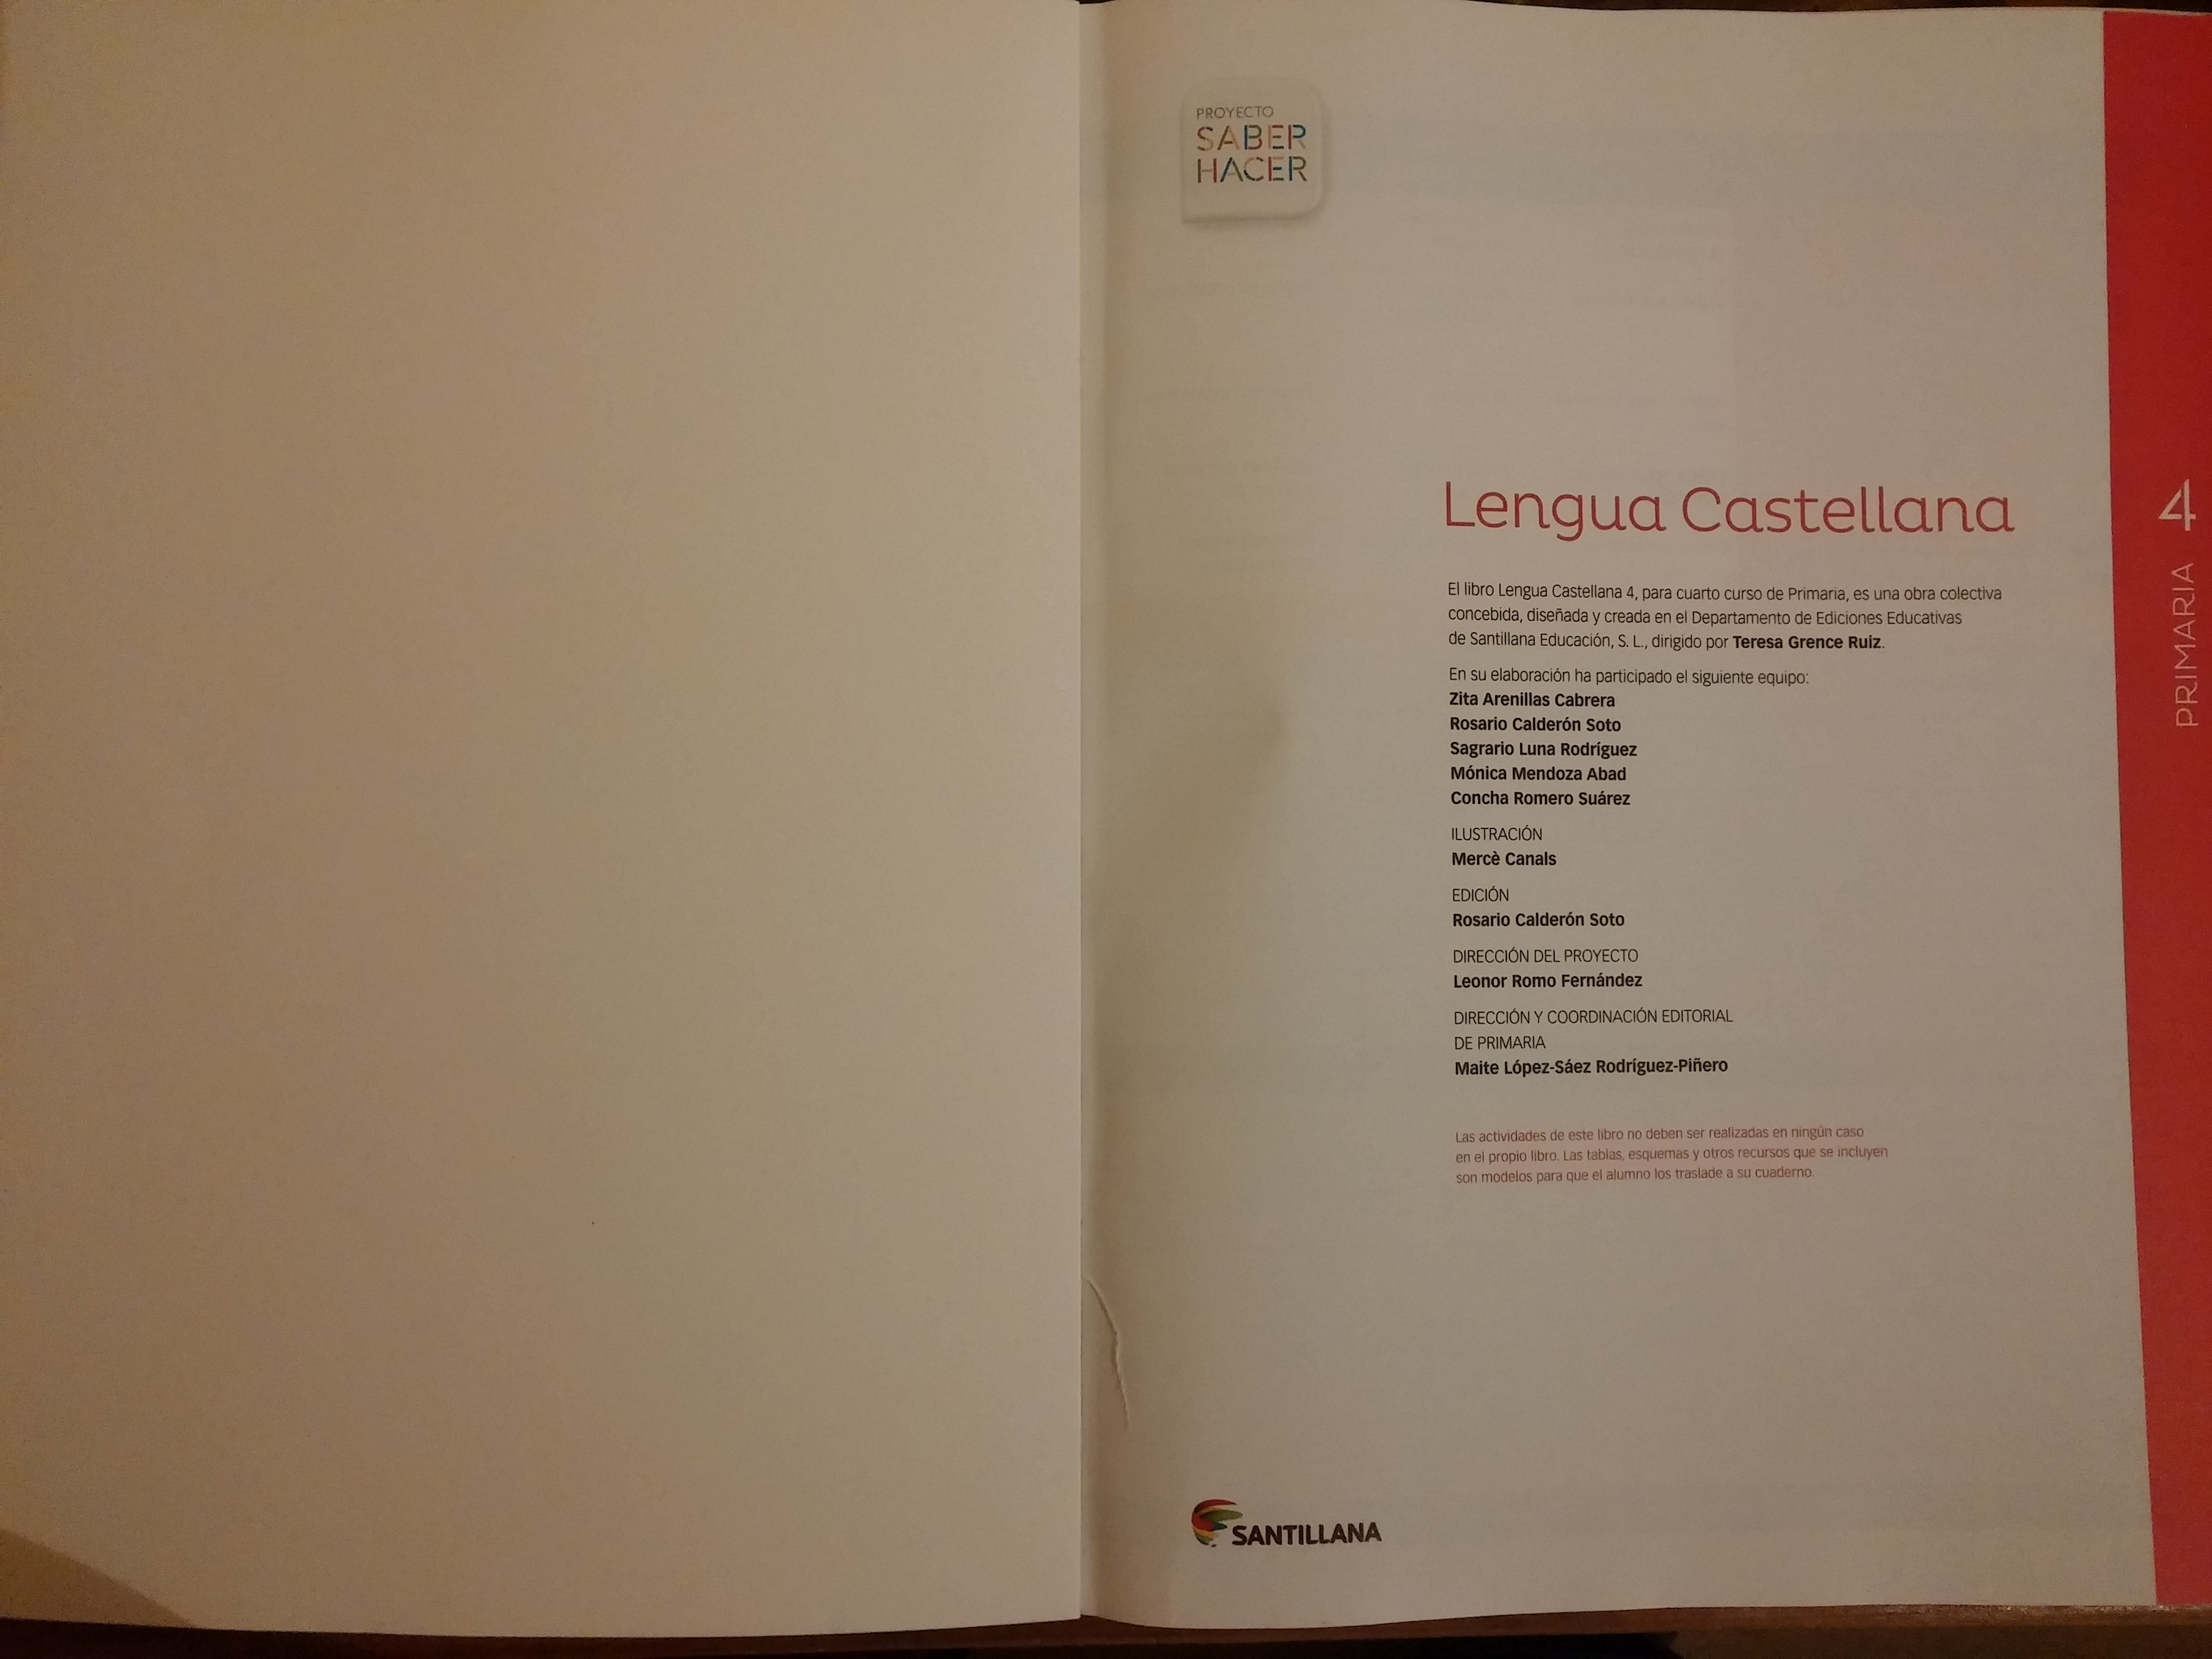 PROYECTO
SABER
HACER
Lengua Castellana
El libro Lengua Castellana 4, para cuarto curso de Primaria, es una obra colectiva
concebida, diseñada y creada en el Departamento de Ediciones Educativas
de Santillana Educación, S. L., dirigido por Teresa Grence Ruiz.
En su elaboración ha participado el siguiente equipo:
Zita Arenillas Cabrera
Rosario Calderón Soto
Sagrario Luna Rodríguez
Mónica Mendoza Abad
Concha Romero Suárez
ILUSTRACIÓN
Mercè Canals
EDICIÓN
Rosario Calderón Soto
DIRECCIÓN DEL PROYECTO
Leonor Romo Fernández
DIRECCIÓN Y COORDINACIÓN EDITORIAL
DE PRIMARIA
Maite López-Sáez Rodríguez-Piñero
Las actividades de este libro no deben ser realizadas en ningún caso
en el propio libro. Las tablas, esquemas y otros recursos que se incluyen
son modelos para que el alumno los traslade a su cuaderno.
SANTILLANA
PRIMARIA 4